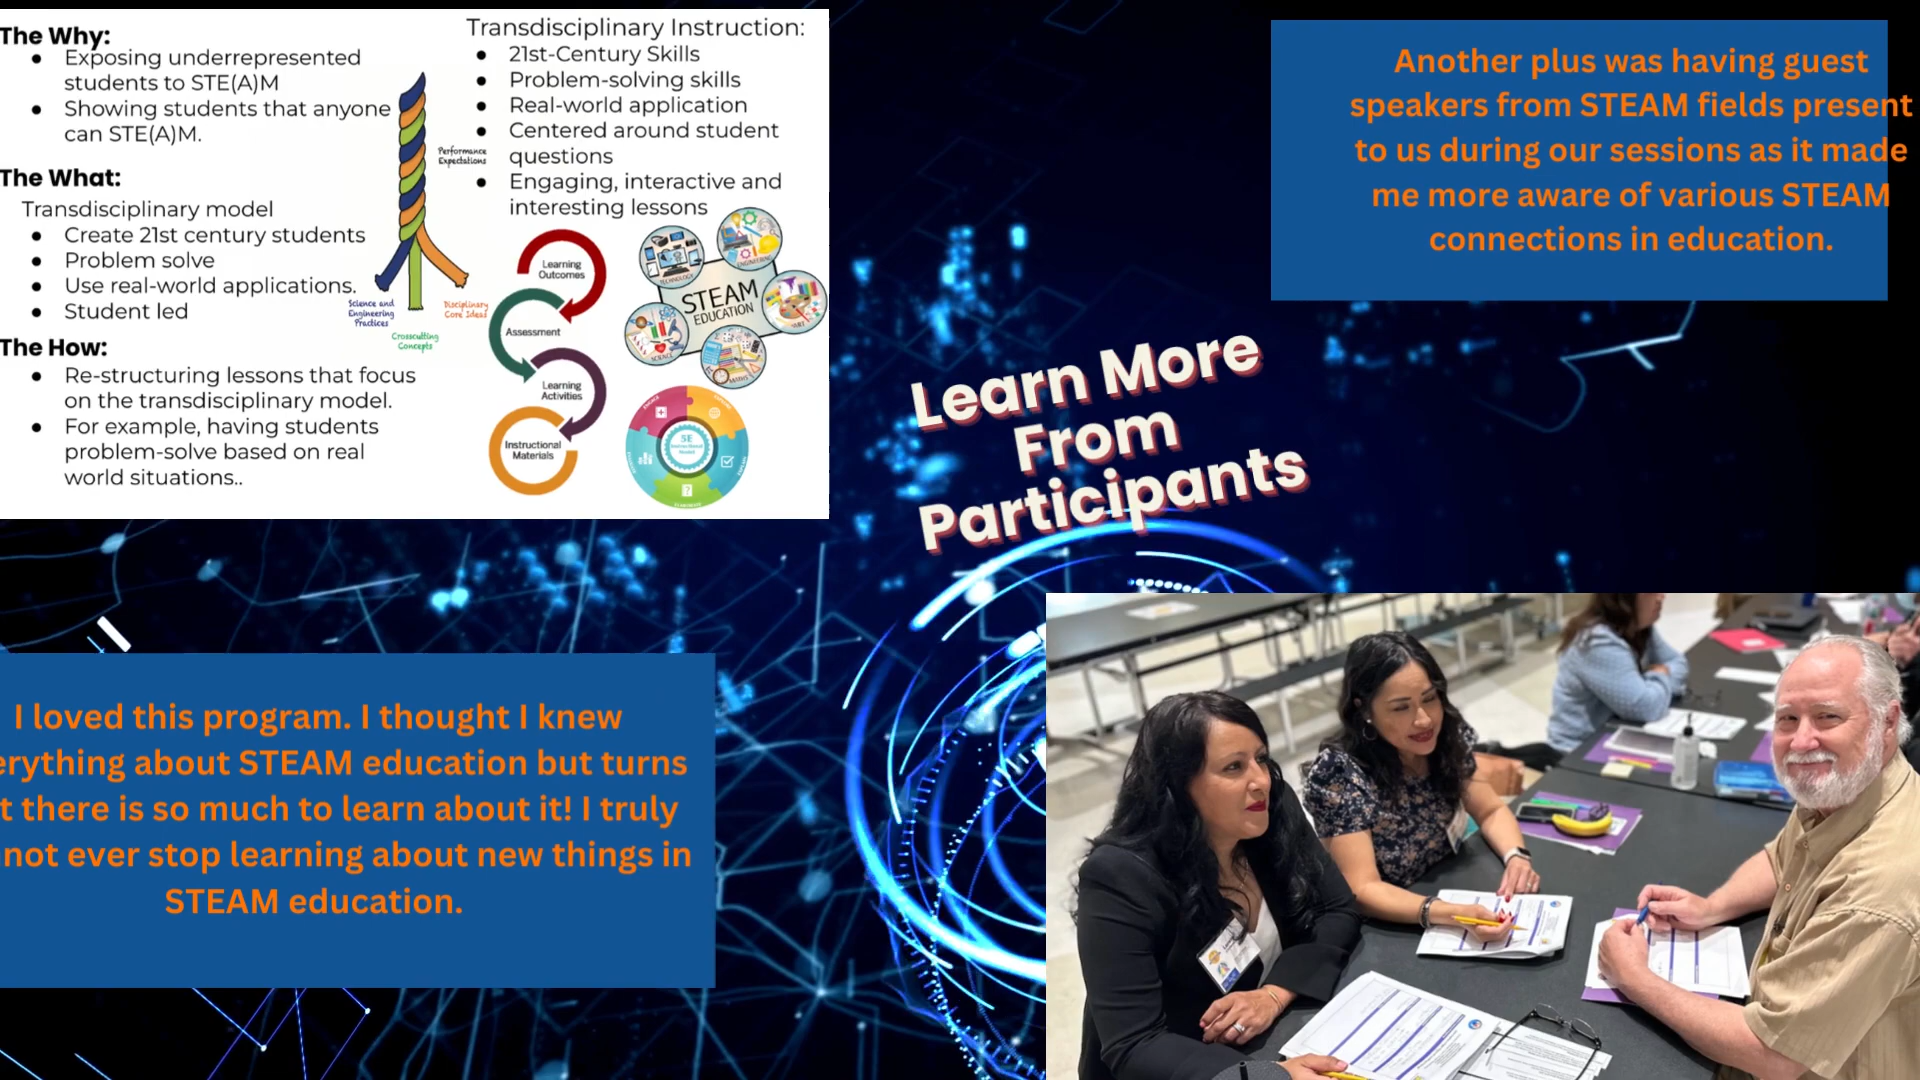 The Why:
Exposing underrepresented
students to STE(A)M
Showing students that anyone
can STE(A)M.
The What:
Transdisciplinary model
Create 21st century students
Problem solve
Use real-world applications.
Student led
The How:
Re-structuring lessons that focus
on the transdisciplinary model.
For example, having students
problem-solve based on real
world situations..
Performance
Expectations
Science and
Engineering
Practices
Crosscutting
Concepts
Disciplinary
Core Ideas
Transdisciplinary Instruction:
21st-Century Skills
Problem-solving skills
Real-world application
Centered around student
questions
Engaging, interactive and
interesting lessons
Learning
Outcomes
Assessment
Learning
Activities
Instructional
Materials
TECHNOLOGY
ENGINEERING
STEAM
EDUCATION
ART
SCIENCE
MATHS
5E
Another plus was having guest
speakers from STEAM fields present
to us during our sessions as it made
me more aware of various STEAM
connections in education.
Learn More
From
Participants
I loved this program. I thought I knew
erything about STEAM education but turns
t there is so much to learn about it! I truly
not ever stop learning about new things in
STEAM education.